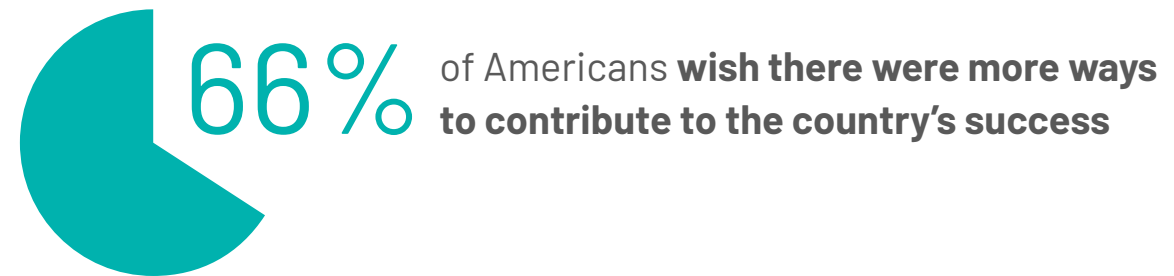 66%
of Americans wish there were more ways
to contribute to the country’s success